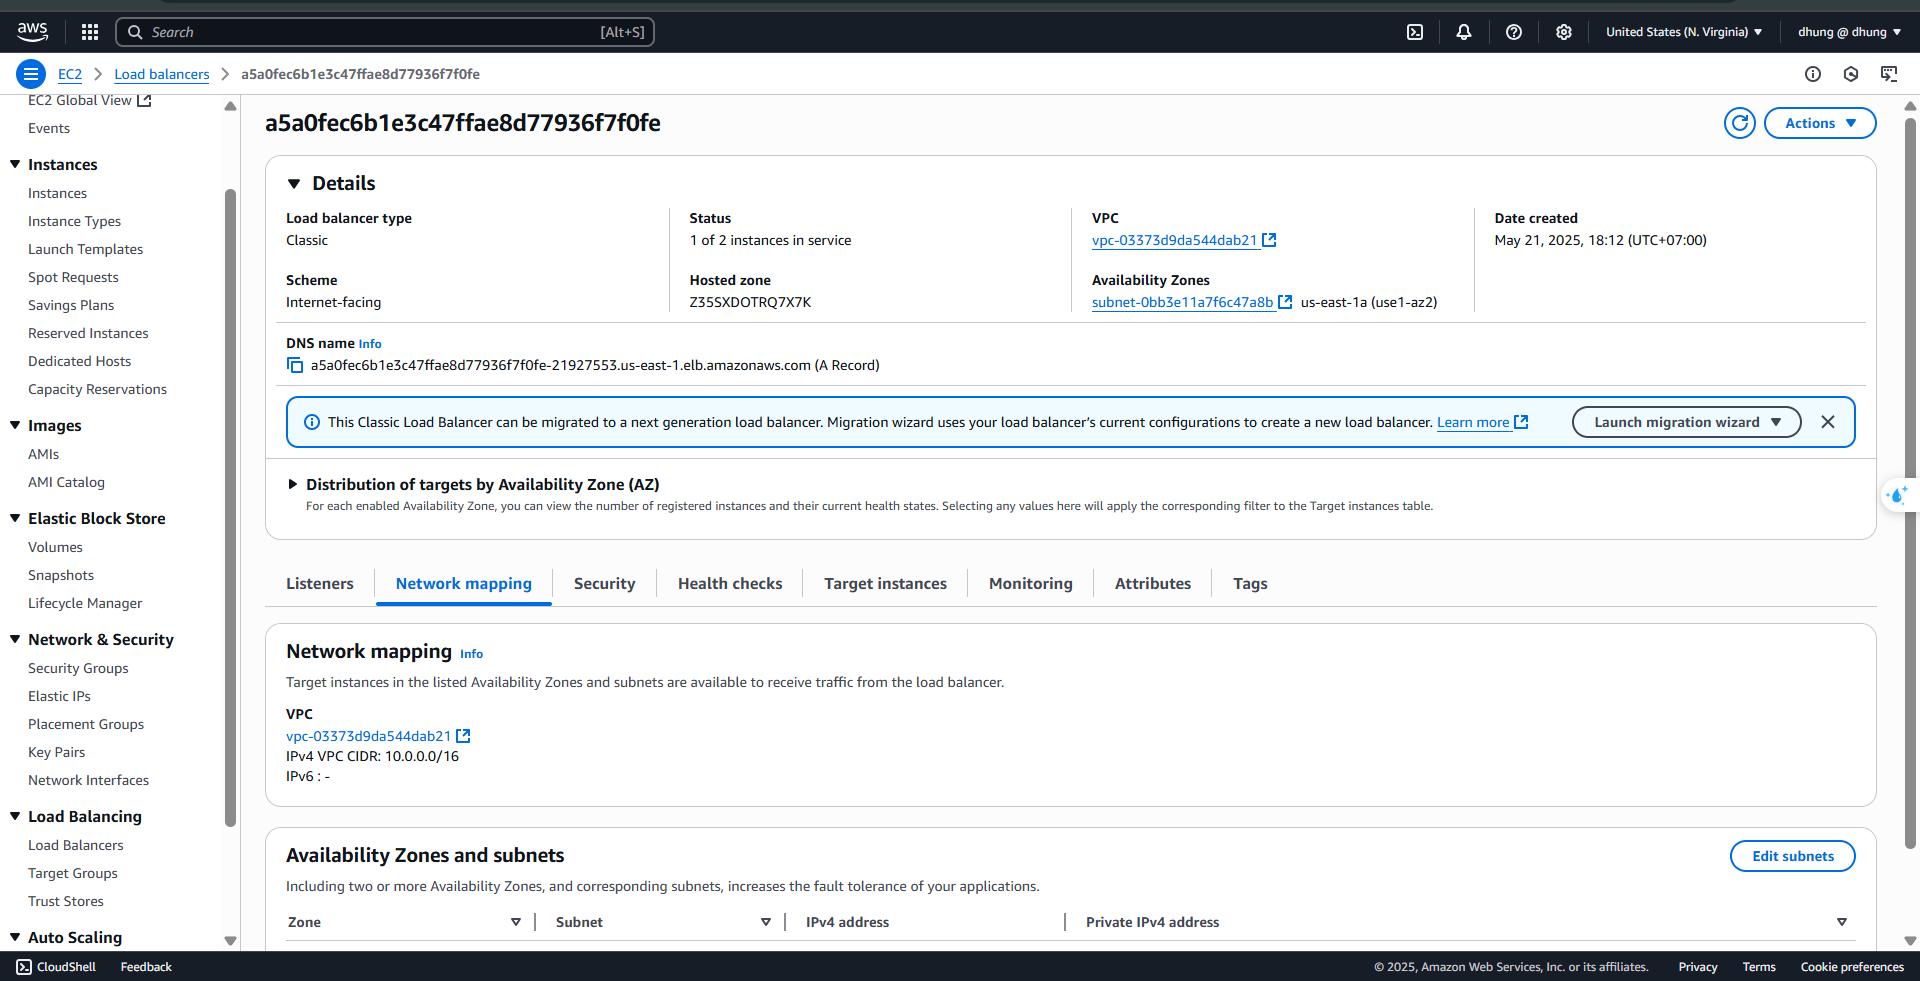 aws
Search [Alt+S]
United States (N. Virginia) dhung @ dhung
EC2 Load balancers a5a0fec6b1e3c47ffae8d77936f7f0fe
EC2 Global View
Events
Instances
Instances
Instance Types
Launch Templates
Spot Requests
Savings Plans
Reserved Instances
Dedicated Hosts
Capacity Reservations
Images
AMIs
AMI Catalog
Elastic Block Store
Volumes
Snapshots
Lifecycle Manager
Network & Security
Security Groups
Elastic IPs
Placement Groups
Key Pairs
Network Interfaces
Load Balancing
Load Balancers
Target Groups
Trust Stores
Auto Scaling
a5a0fec6b1e3c47ffae8d77936f7f0fe
Actions
Details
Load balancer type
Classic
Status
1 of 2 instances in service
VPC
vpc-03373d9da544dab21
Date created
May 21, 2025, 18:12 (UTC+07:00)
Scheme
Internet-facing
Hosted zone
Z35SXDOTRQ7X7K
Availability Zones
subnet-0bb3e11a7f6c47a8b us-east-1a (use1-az2)
DNS name Info
a5a0fec6b1e3c47ffae8d77936f7f0fe-21927553.us-east-1.elb.amazonaws.com (A Record)
This Classic Load Balancer can be migrated to a next generation load balancer. Migration wizard uses your load balancer's current configurations to create a new load balancer. Learn more
Launch migration wizard
Distribution of targets by Availability Zone (AZ)
For each enabled Availability Zone, you can view the number of registered instances and their current health states. Selecting any values here will apply the corresponding filter to the Target instances table.
Listeners Network mapping Security Health checks Target instances Monitoring Attributes Tags
Network mapping Info
Target instances in the listed Availability Zones and subnets are available to receive traffic from the load balancer.
VPC
vpc-03373d9da544dab21
IPv4 VPC CIDR: 10.0.0.0/16
IPv6 : -
Availability Zones and subnets
Edit subnets
Including two or more Availability Zones, and corresponding subnets, increases the fault tolerance of your applications.
Zone Subnet IPv4 address Private IPv4 address
CloudShell Feedback
© 2025, Amazon Web Services, Inc. or its affiliates. Privacy Terms Cookie preferences